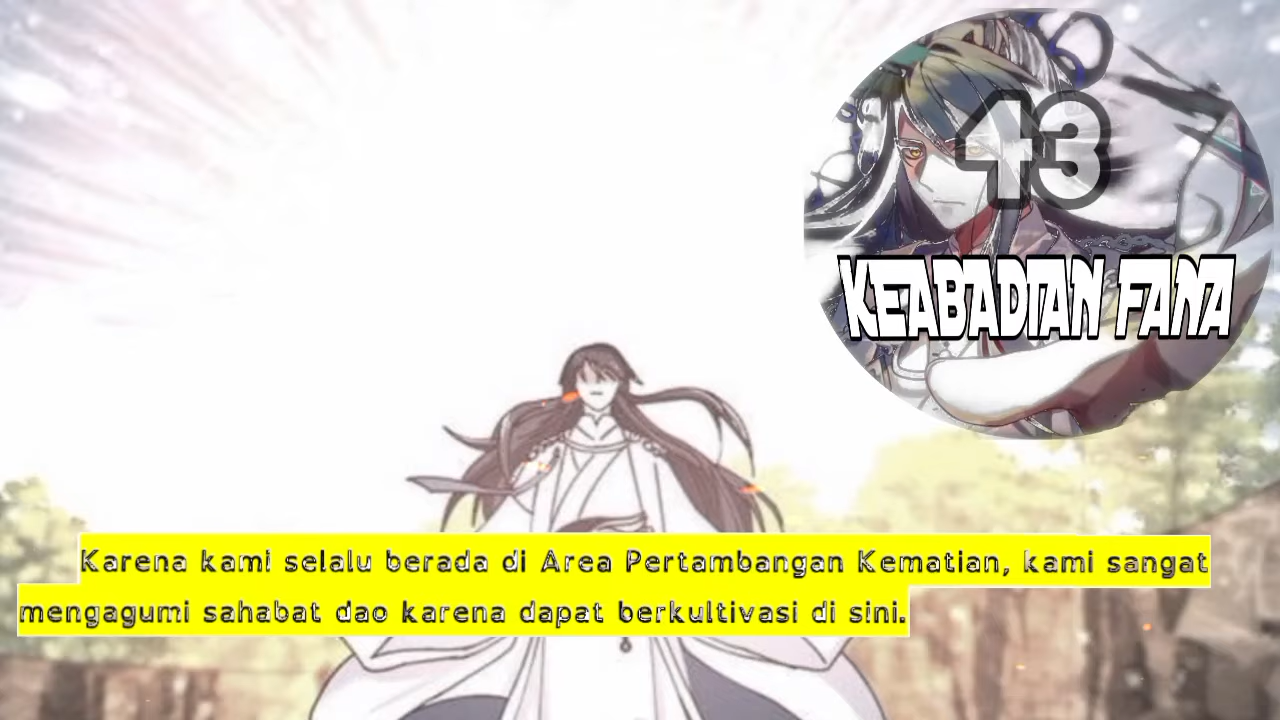 43
KEABADIAN FANA
Karena kami selalu berada di Area Pertambangan Kematian, kami sangat
mengagumi sahabat dao karena dapat berkultivasi di sini.